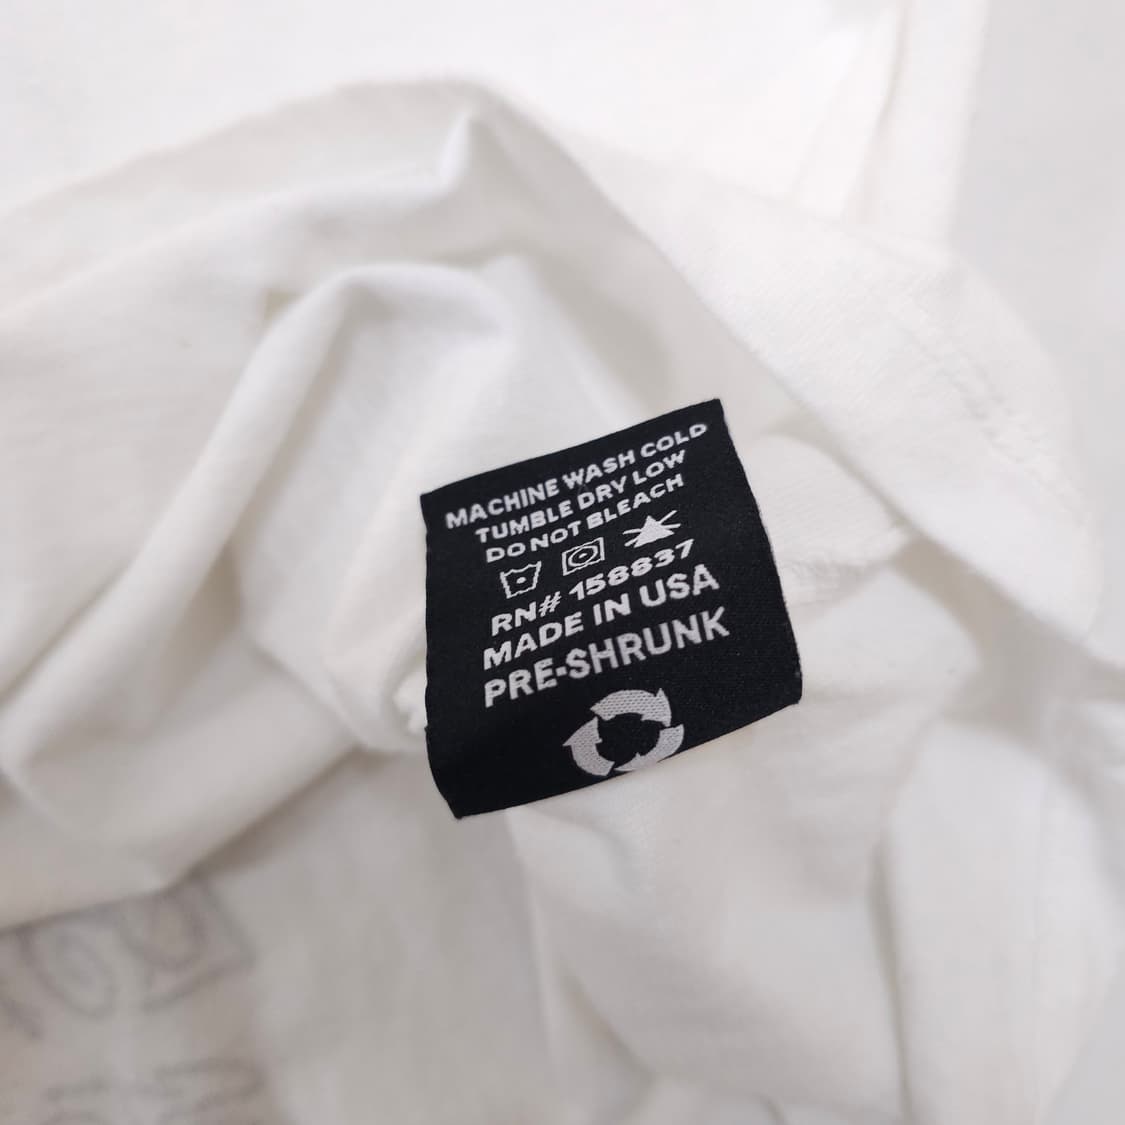 MACHINE WASH COLD
TUMBLE DRY LOW
DO NOT BLEACH
RN# 158837
MADE IN USA
PRE-SHRUNK